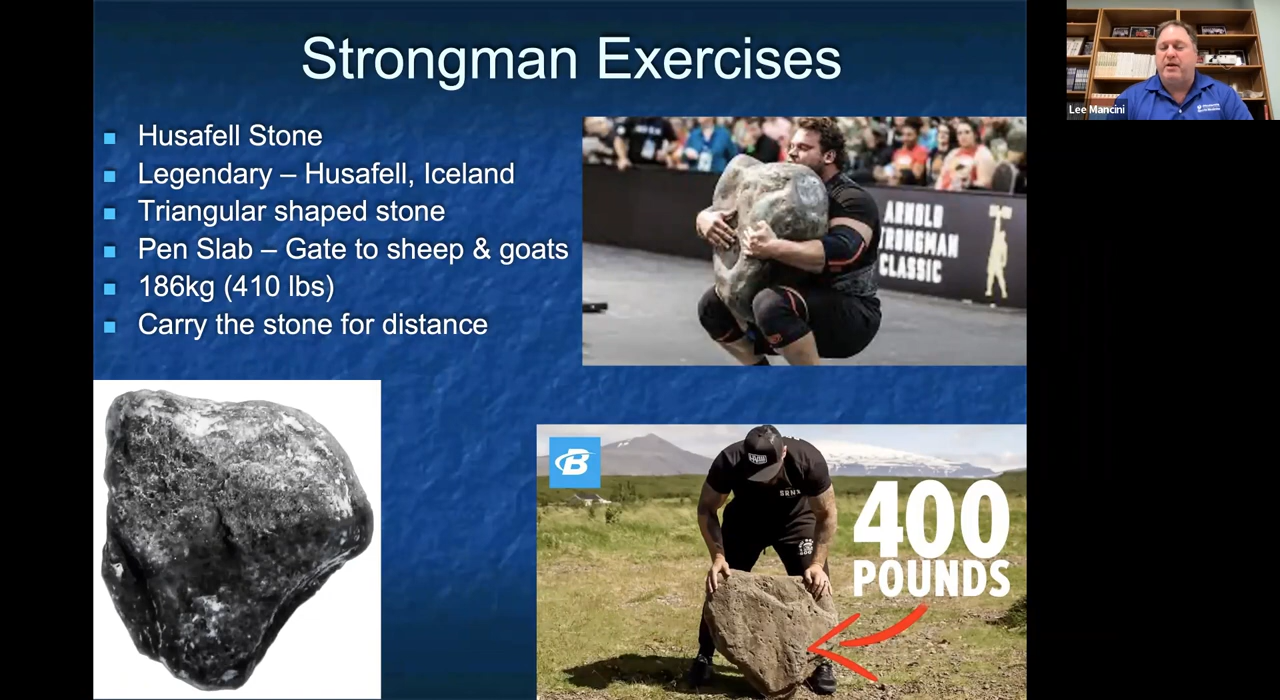 Strongman Exercises
Husafell Stone
Legendary – Husafell, Iceland
Triangular shaped stone
Pen Slab – Gate to sheep & goats
186kg (410 lbs)
Carry the stone for distance
ARNOLD
STRONGMAN
CLASSIC
B
400
POUNDS
Lee Mancini